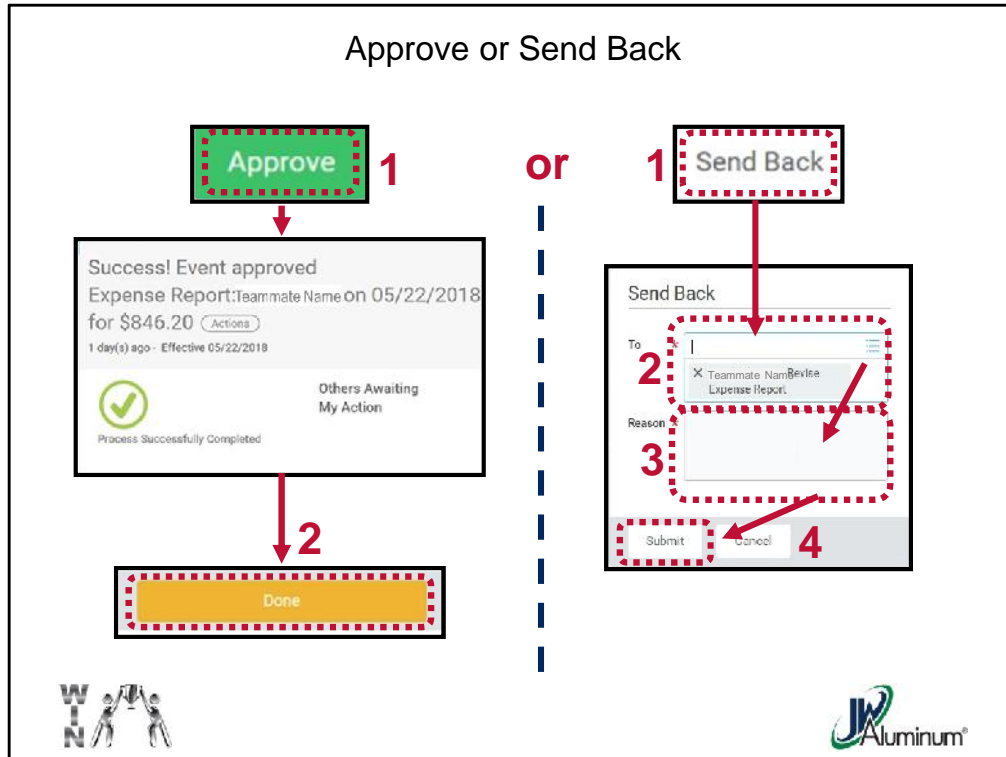 Approve or Send Back
Approve
1
Success! Event approved
Expense Report:Teammate Name on 05/22/2018
for $846.20 Actions
1 day(s) ago - Effective 05/22/2018
Others Awaiting
My Action
Process Successfully Completed
2
Done
or
1
Send Back
Send Back
To *
2
× Teammate Name Revise
Expense Report
Reason *
3
Submit
Cancel
4
WIN
JW
Aluminum®